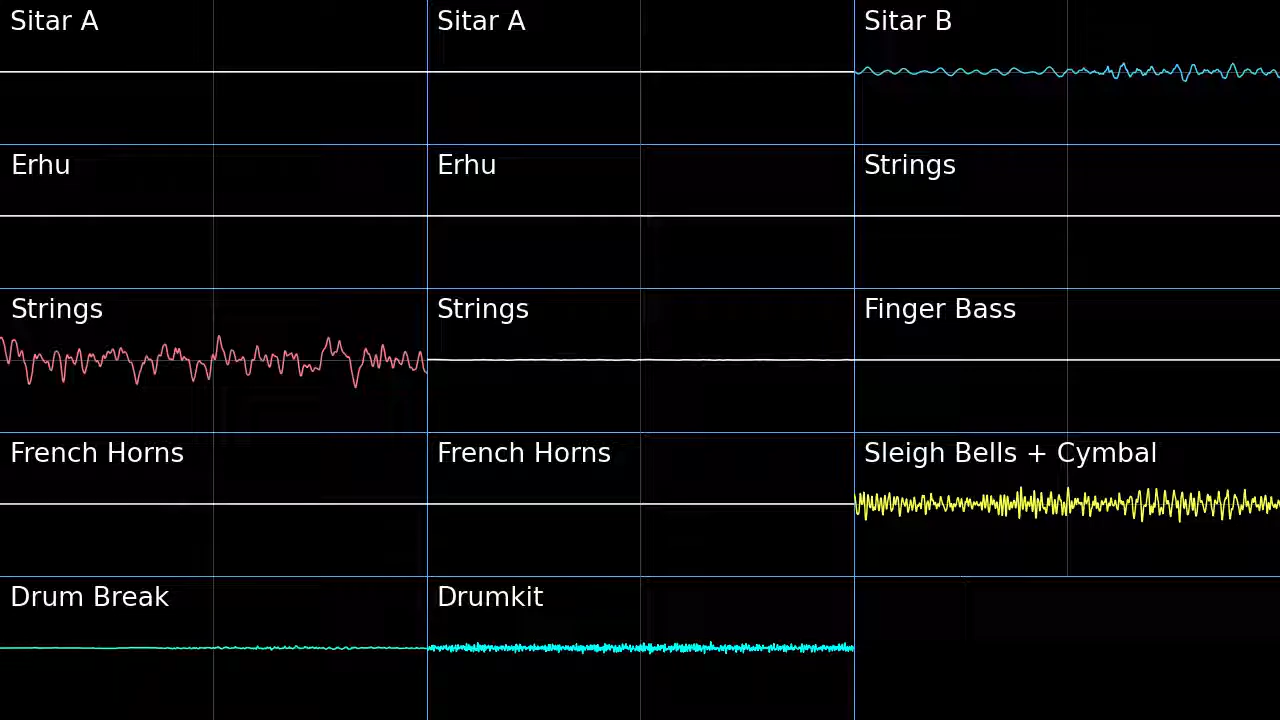 Sitar A
Sitar A
Sitar B
Erhu
Erhu
Strings
Strings
Strings
Finger Bass
French Horns
French Horns
Sleigh Bells + Cymbal
Drum Break
Drumkit